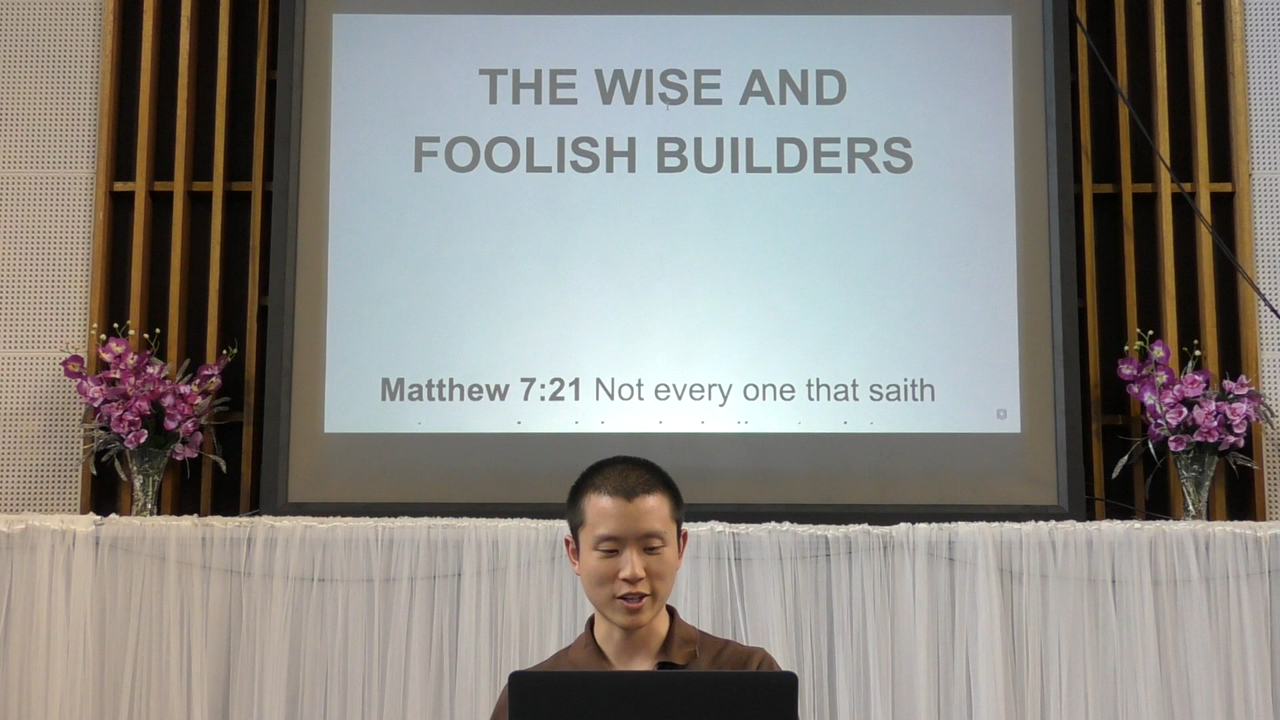 THE WISE AND
FOOLISH BUILDERS
Matthew 7:21 Not every one that saith